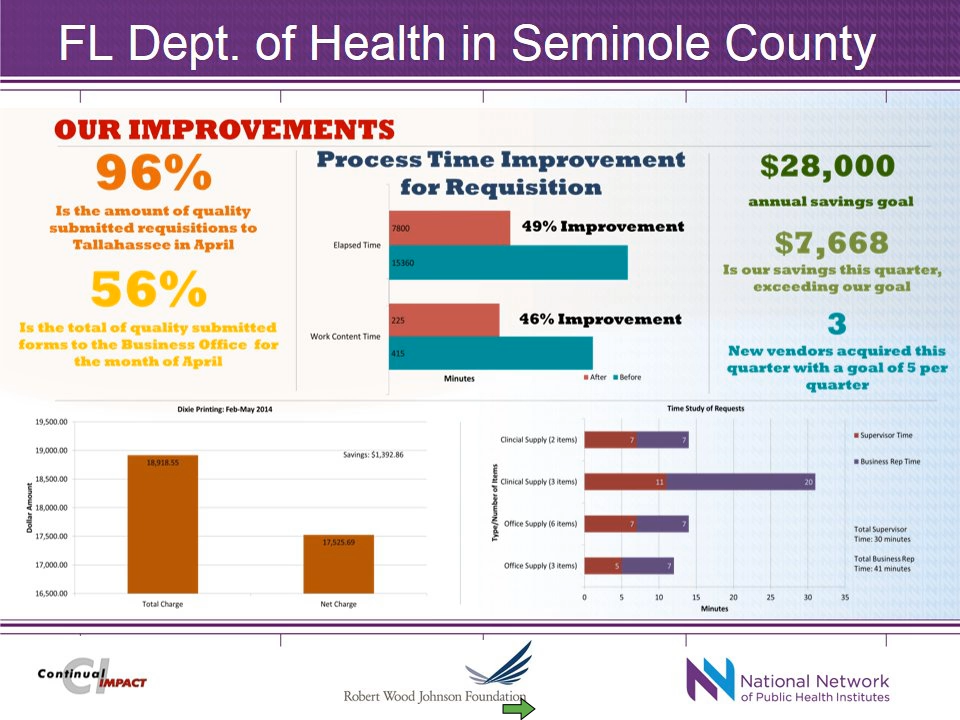 FL Dept. of Health in Seminole County
OUR IMPROVEMENTS
96%
Is the amount of quality
submitted requisitions to
Tallahassee in April
56%
Is the total of quality submitted
forms to the Business Office for
the month of April
Process Time Improvement
for Requisition
Elapsed Time
7800
49% Improvement
15360
Work Content Time
225
46% Improvement
415
Minutes
After
Before
$28,000
annual savings goal
$7,668
Is our savings this quarter,
exceeding our goal
3
New vendors acquired this
quarter with a goal of 5 per
quarter
Dixie Printing: Feb-May 2014
Dollar Amount
19,500.00
19,000.00
18,500.00
18,000.00
17,500.00
17,000.00
16,500.00
18,918.55
17,525.69
Savings: $1,392.86
Total Charge
Net Charge
Time Study of Requests
Type/Number of Items
Clincial Supply (2 items)
7
7
Clinical Supply (3 items)
11
20
Office Supply (6 items)
7
7
Office Supply (3 items)
5
7
0 5 10 15 20 25 30 35
Minutes
Supervisor Time
Business Rep Time
Total Supervisor
Time: 30 minutes
Total Business Rep
Time: 41 minutes
CI
Continual
IMPACT
Robert Wood Johnson Foundation
National Network
of Public Health Institutes